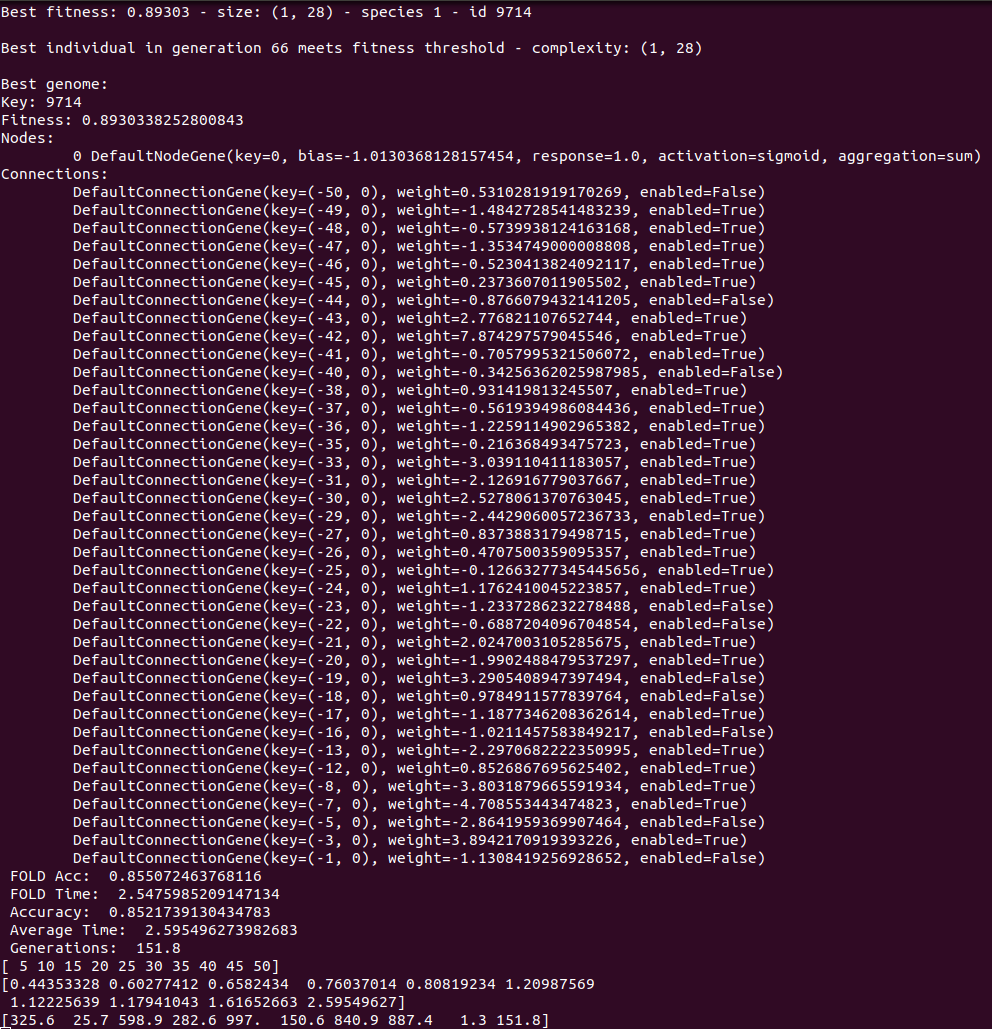 Best fitness: 0.89303 - size: (1, 28) - species 1 - id 9714
Best individual in generation 66 meets fitness threshold - complexity: (1, 28)
Best genome:
Key: 9714
Fitness: 0.8930338252800843
Nodes:
0 DefaultNodeGene(key=0, bias=-1.0130368128157454, response=1.0, activation=sigmoid, aggregation=sum)
Connections:
DefaultConnectionGene(key=(-50, 0), weight=0.5310281919170269, enabled=False)
DefaultConnectionGene(key=(-49, 0), weight=-1.4842728541483239, enabled=True)
DefaultConnectionGene(key=(-48, 0), weight=-0.5739938124163168, enabled=True)
DefaultConnectionGene(key=(-47, 0), weight=-1.3534749000008808, enabled=True)
DefaultConnectionGene(key=(-46, 0), weight=-0.5230413824092117, enabled=True)
DefaultConnectionGene(key=(-45, 0), weight=0.2373607011905502, enabled=True)
DefaultConnectionGene(key=(-44, 0), weight=-0.8766079432141205, enabled=False)
DefaultConnectionGene(key=(-43, 0), weight=2.776821107652744, enabled=True)
DefaultConnectionGene(key=(-42, 0), weight=7.874297579045546, enabled=True)
DefaultConnectionGene(key=(-41, 0), weight=-0.7057995321506072, enabled=True)
DefaultConnectionGene(key=(-40, 0), weight=-0.34256362025987985, enabled=False)
DefaultConnectionGene(key=(-38, 0), weight=0.931419813245507, enabled=True)
DefaultConnectionGene(key=(-37, 0), weight=-0.5619394986084436, enabled=True)
DefaultConnectionGene(key=(-36, 0), weight=-1.2259114902965382, enabled=True)
DefaultConnectionGene(key=(-35, 0), weight=-0.216368493475723, enabled=True)
DefaultConnectionGene(key=(-33, 0), weight=-3.039110411183057, enabled=True)
DefaultConnectionGene(key=(-31, 0), weight=-2.126916779037667, enabled=True)
DefaultConnectionGene(key=(-30, 0), weight=2.5278061370763045, enabled=True)
DefaultConnectionGene(key=(-29, 0), weight=-2.4429060057236733, enabled=True)
DefaultConnectionGene(key=(-27, 0), weight=0.8373883179498715, enabled=True)
DefaultConnectionGene(key=(-26, 0), weight=0.4707500359095357, enabled=True)
DefaultConnectionGene(key=(-25, 0), weight=-0.12663277345445656, enabled=True)
DefaultConnectionGene(key=(-24, 0), weight=1.1762410045223857, enabled=True)
DefaultConnectionGene(key=(-23, 0), weight=-1.2337286232278488, enabled=False)
DefaultConnectionGene(key=(-22, 0), weight=-0.6887204096704854, enabled=False)
DefaultConnectionGene(key=(-21, 0), weight=2.0247003105285675, enabled=True)
DefaultConnectionGene(key=(-20, 0), weight=-1.9902488479537297, enabled=True)
DefaultConnectionGene(key=(-19, 0), weight=3.2905408947397494, enabled=False)
DefaultConnectionGene(key=(-18, 0), weight=0.9784911577839764, enabled=False)
DefaultConnectionGene(key=(-17, 0), weight=-1.1877346208362614, enabled=True)
DefaultConnectionGene(key=(-16, 0), weight=-1.0211457583849217, enabled=False)
DefaultConnectionGene(key=(-13, 0), weight=-2.2970682222350995, enabled=True)
DefaultConnectionGene(key=(-12, 0), weight=0.8526867695625402, enabled=True)
DefaultConnectionGene(key=(-8, 0), weight=-3.8031879665591934, enabled=True)
DefaultConnectionGene(key=(-7, 0), weight=-4.708553443474823, enabled=True)
DefaultConnectionGene(key=(-5, 0), weight=-2.8641959369907464, enabled=False)
DefaultConnectionGene(key=(-3, 0), weight=3.8942170919393226, enabled=True)
DefaultConnectionGene(key=(-1, 0), weight=-1.1308419256928652, enabled=False)
FOLD Acc:  0.855072463768116
FOLD Time:  2.5475985209147134
Accuracy:  0.8521739130434783
Average Time:  2.595496273982683
Generations:  151.8
[ 5 10 15 20 25 30 35 40 45 50]
[0.44353328 0.60277412 0.6582434  0.76037014 0.80819234 1.20987569
1.12225639 1.17941043 1.61652663 2.59549627]
[325.6  25.7 598.9 282.6 997.  150.6 840.9 887.4   1.3 151.8]